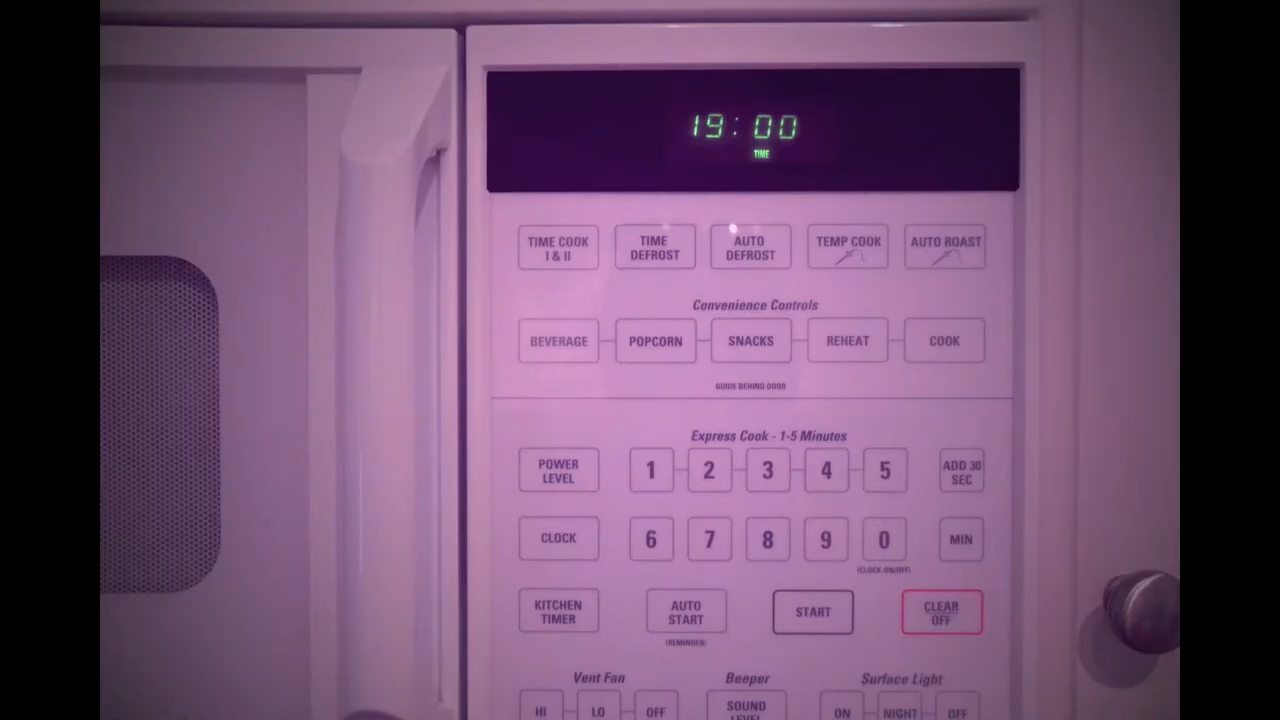 19:00
TIME
TIME COOK
I & II
TIME
DEFROST
AUTO
DEFROST
TEMP COOK
AUTO ROAST
Convenience Controls
BEVERAGE
POPCORN
SNACKS
REHEAT
COOK
GUIDE BEHIND DOOR
Express Cook - 1-5 Minutes
POWER
LEVEL
1 2 3 4 5
ADD 30
SEC
CLOCK
6 7 8 9 0
MIN
(CLOCK-ON/OFF)
KITCHEN
TIMER
AUTO
START
(REMINDER)
START
CLEAR
OFF
Vent Fan
Beeper
Surface Light
HI LO OFF
SOUND
LEVEL
ON NIGHT OFF